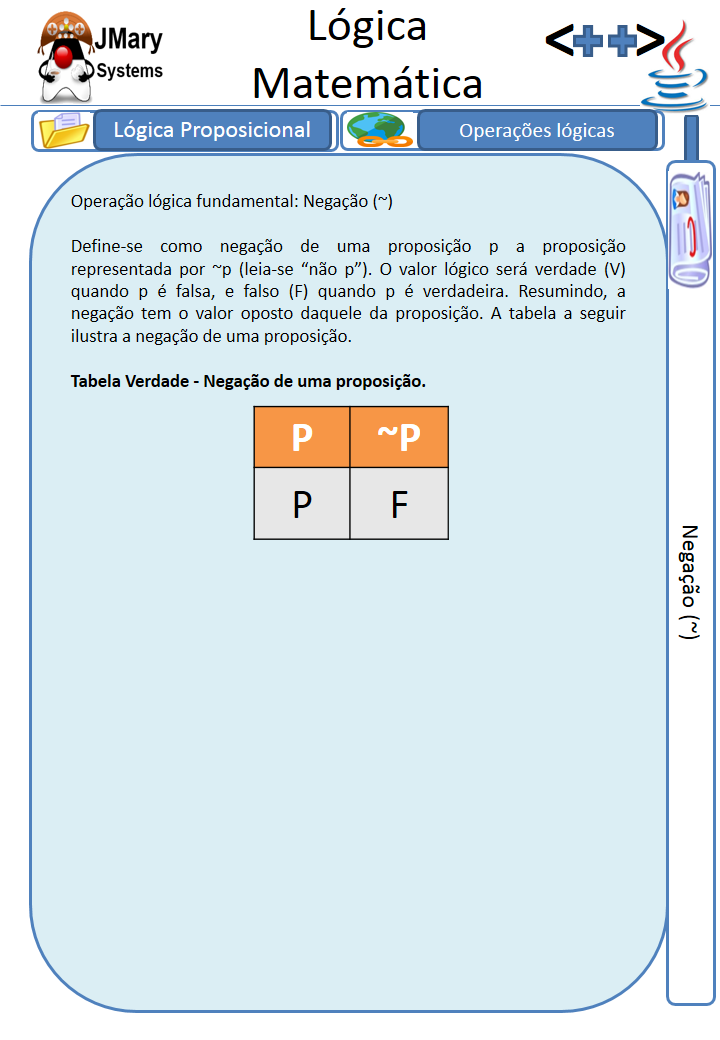 JMary
Systems
Lógica
Matemática
<++>
Lógica Proposicional
Operações lógicas
Operação lógica fundamental: Negação (~)
Define-se como negação de uma proposição p a proposição
representada por ~p (leia-se “não p”). O valor lógico será verdade (V)
quando p é falsa, e falso (F) quando p é verdadeira. Resumindo, a
negação tem o valor oposto daquele da proposição. A tabela a seguir
ilustra a negação de uma proposição.
Tabela Verdade - Negação de uma proposição.
P ~P
P F
Negação (~)